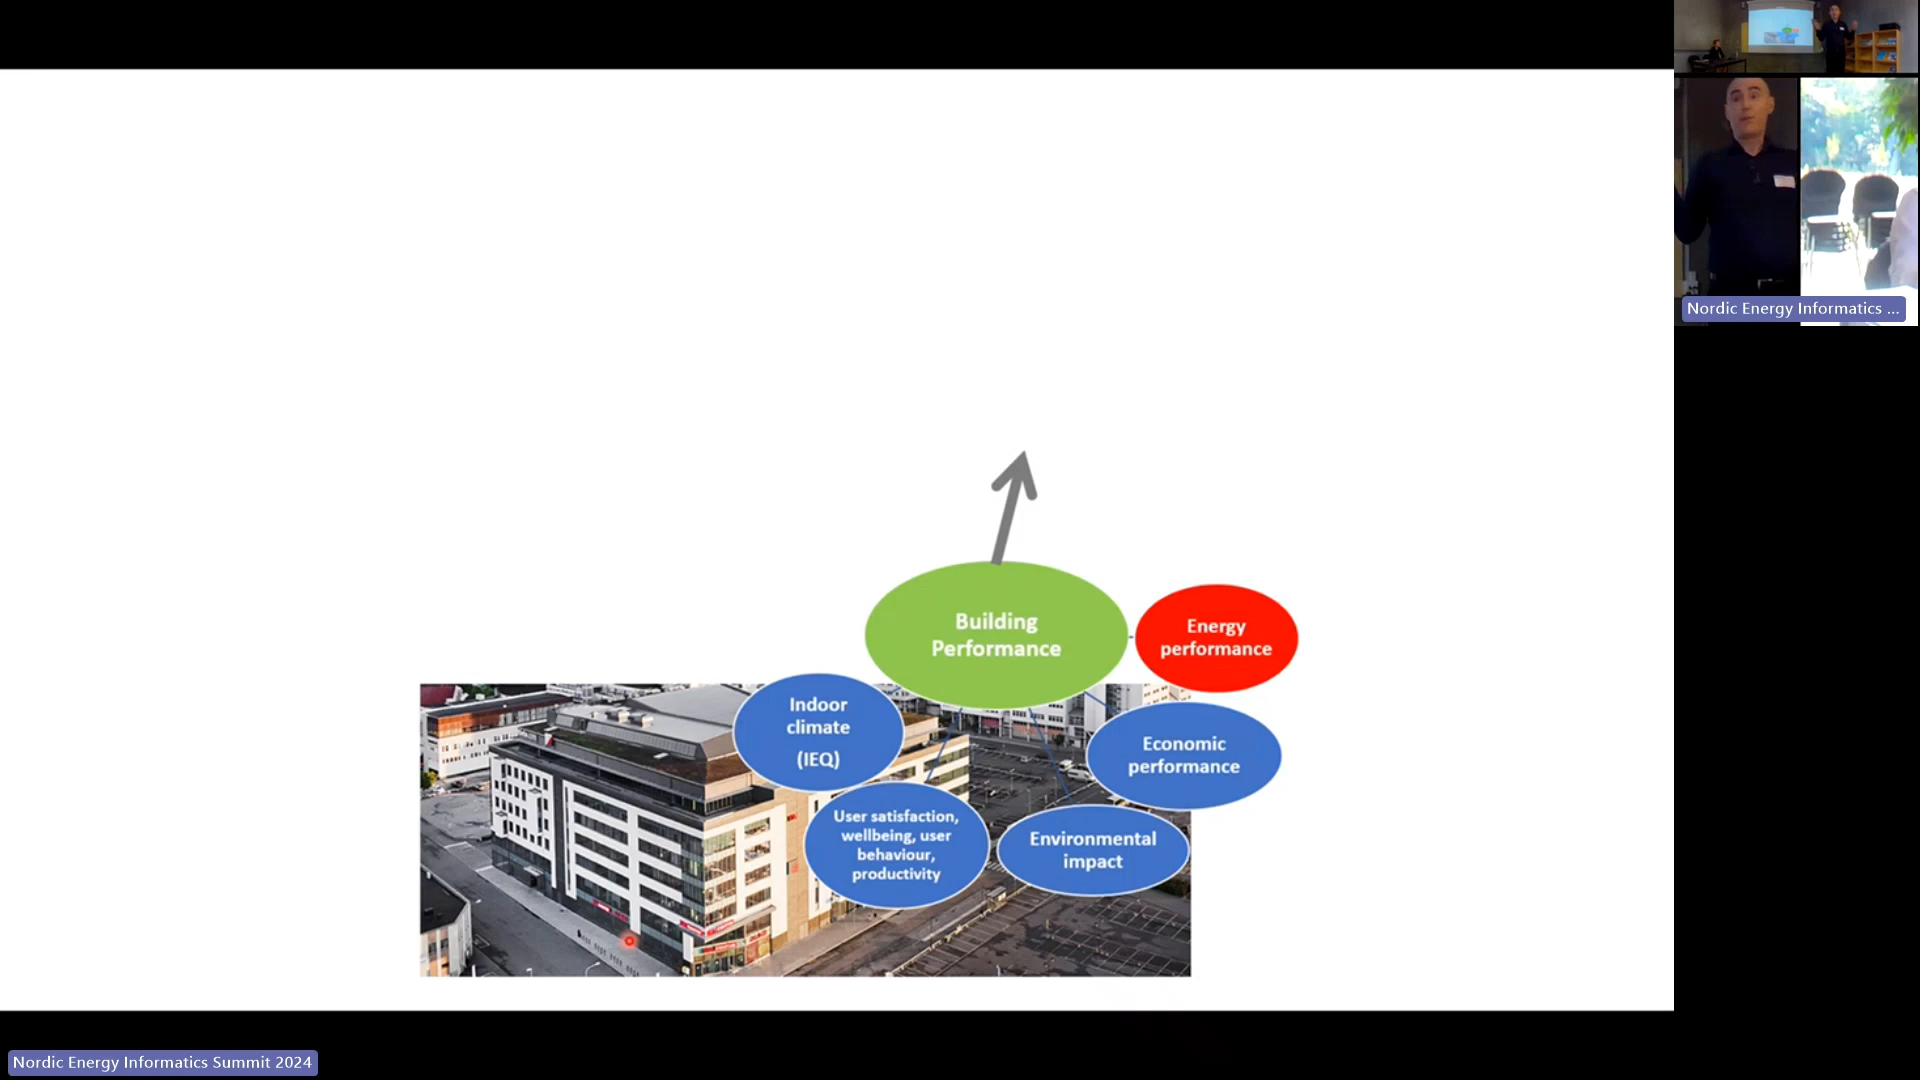 Building
Performance
Energy
performance
Indoor
climate
(IEQ)
Economic
performance
User satisfaction,
wellbeing, user
behaviour,
productivity
Environmental
impact
Nordic Energy Informatics ...
Nordic Energy Informatics Summit 2024